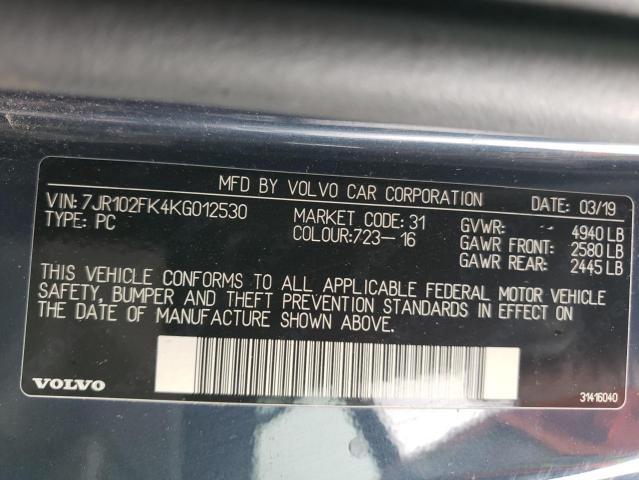 MFD BY VOLVO CAR CORPORATION DATE: 03/19
VIN: 7JR102FK4KG012530 MARKET CODE: 31 GVWR: 4940 LB
TYPE: PC COLOUR:723-16 GAWR FRONT: 2580 LB
GAWR REAR: 2445 LB
THIS VEHICLE CONFORMS TO ALL APPLICABLE FEDERAL MOTOR VEHICLE
SAFETY, BUMPER AND THEFT PREVENTION STANDARDS IN EFFECT ON
THE DATE OF MANUFACTURE SHOWN ABOVE.
VOLVO 31416040